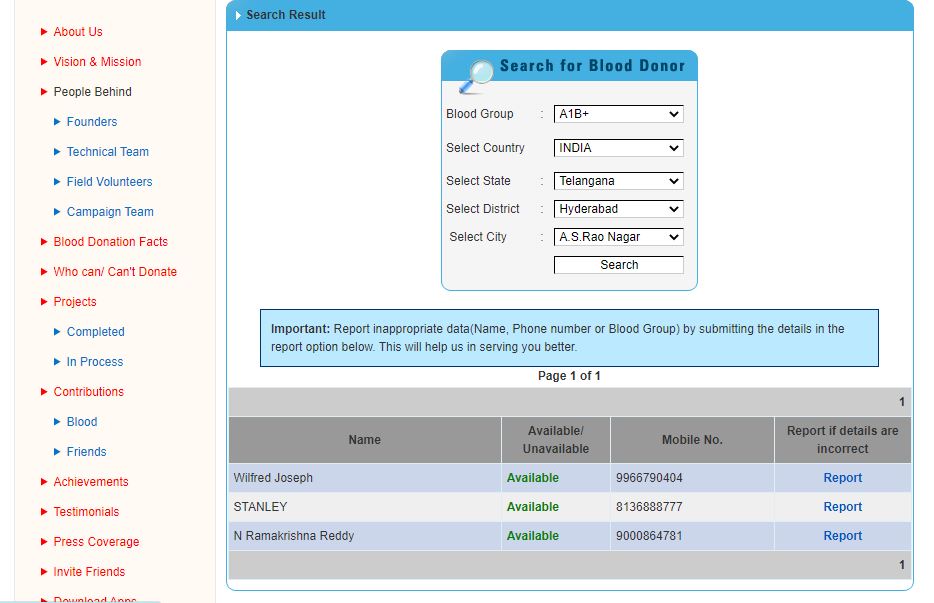 About Us
Vision & Mission
People Behind
Founders
Technical Team
Field Volunteers
Campaign Team
Blood Donation Facts
Who can/ Can't Donate
Projects
Completed
In Process
Contributions
Blood
Friends
Achievements
Testimonials
Press Coverage
Invite Friends
Download Apps
Search Result
Search for Blood Donor
Blood Group : A1B+
Select Country : INDIA
Select State : Telangana
Select District : Hyderabad
Select City : A.S.Rao Nagar
Search
Important: Report inappropriate data(Name, Phone number or Blood Group) by submitting the details in the
report option below. This will help us in serving you better.
Page 1 of 1
1
Name Available/ Unavailable Mobile No. Report if details are incorrect
Wilfred Joseph Available 9966790404 Report
STANLEY Available 8136888777 Report
N Ramakrishna Reddy Available 9000864781 Report
1